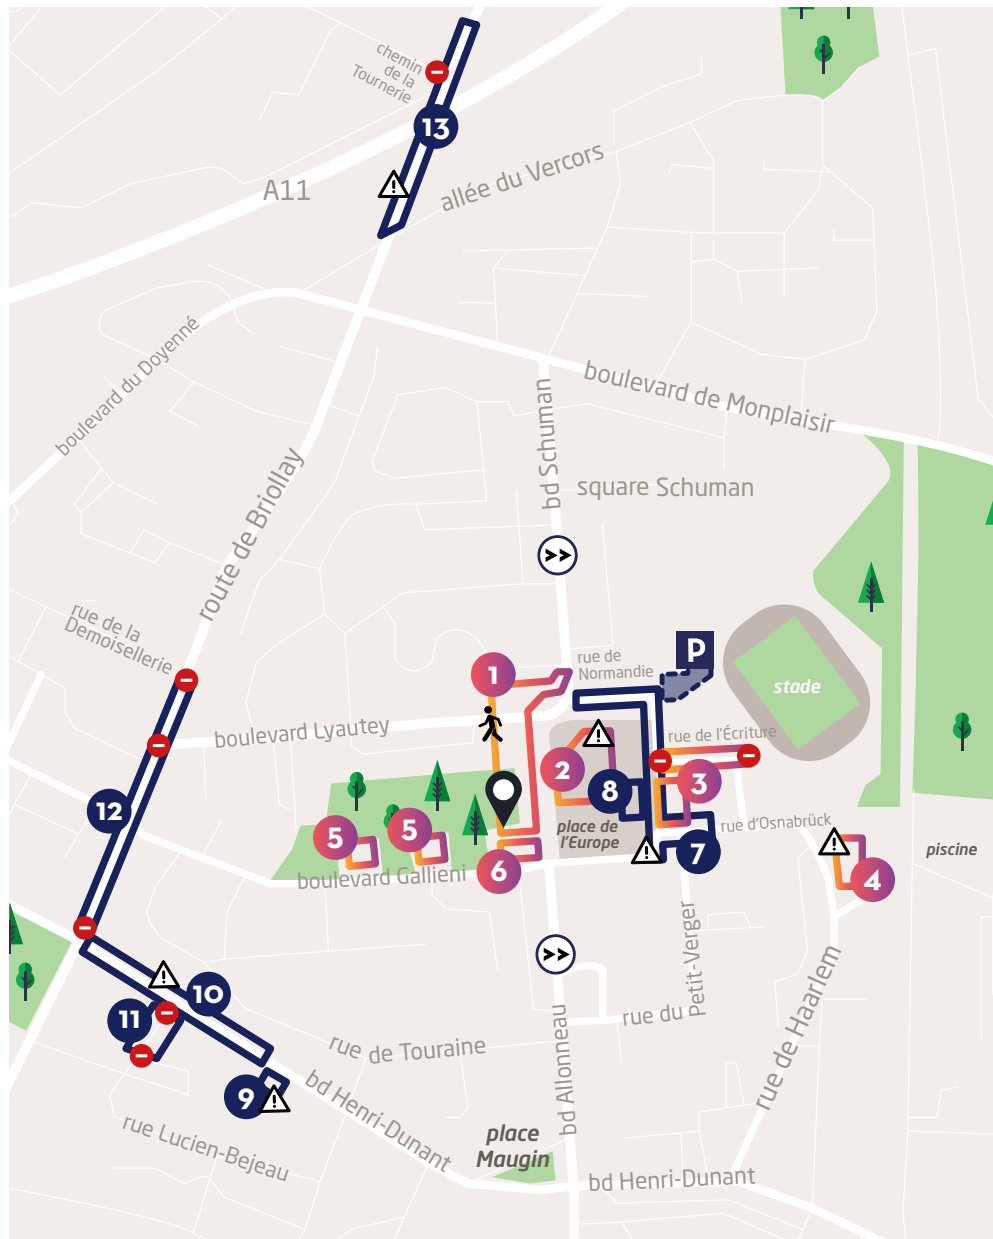 chemin
de la
Tournerie
13
A11
allée du Vercors
boulevard du Doyenné
boulevard de Monplaisir
bd Schuman
square Schuman
route de Briollay
rue de la
Demoisellerie
rue de
Normandie
P
1
stade
boulevard Lyautey
rue de l'Écriture
2
3
8
12
5
5
place de
l'Europe
rue d'Osnabrück
7
6
4
piscine
boulevard Gallieni
Petit-Verger
rue du
10
11
rue de Touraine
9
bd Allonneau
rue de Haarlem
bd Henri-Dunant
rue Lucien-Bejeau
place
Maugin
bd Henri-Dunant